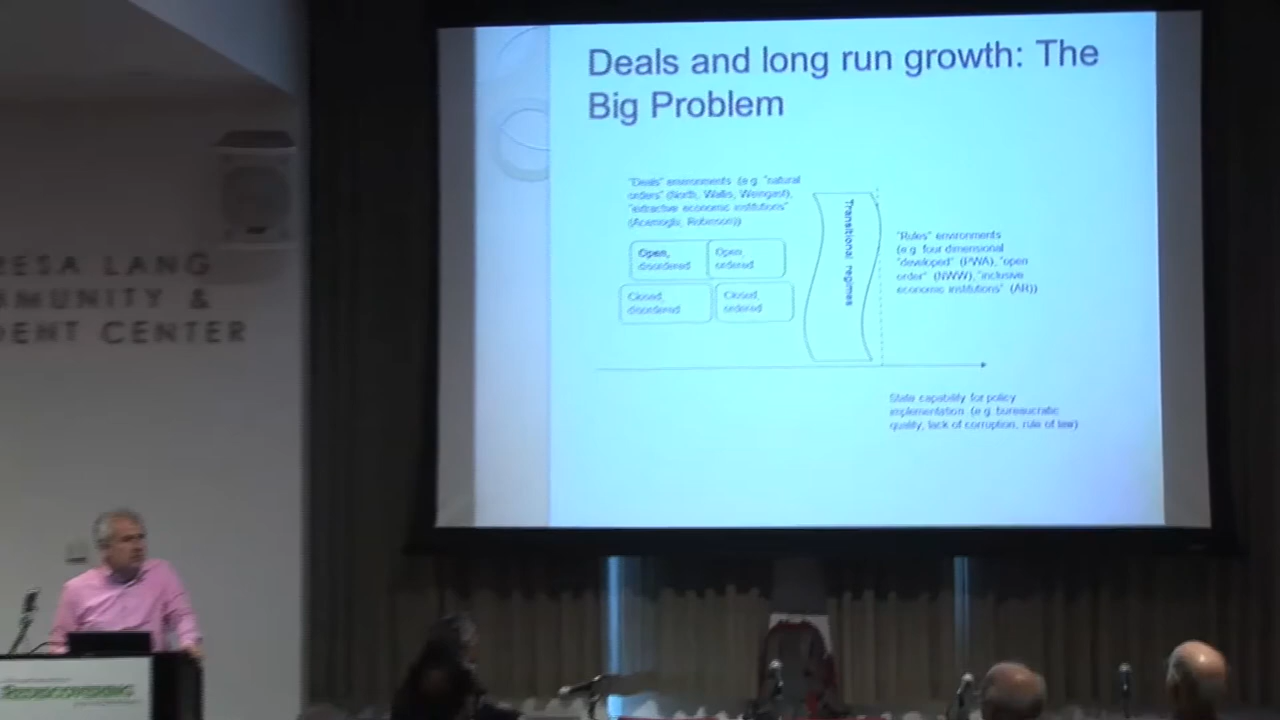 Deals and long run growth: The
Big Problem
"Deals" environments (e.g. "natural
orders" (North, Wallis, Weingast),
"extractive economic institutions"
(Acemoglu, Robinson))
Open,
disordered
Open,
ordered
Closed,
disordered
Closed,
ordered
Transitional regimes
"Rules" environments
(e.g. four dimensional
"developed" (PWA), "open
order" (NWW), "inclusive
economic institutions" (AR))
State capability for policy
implementation (e.g. bureaucratic
quality, lack of corruption, rule of law)
RESA LANG
MMUNITY &
DENT CENTER
REDISCOVERING